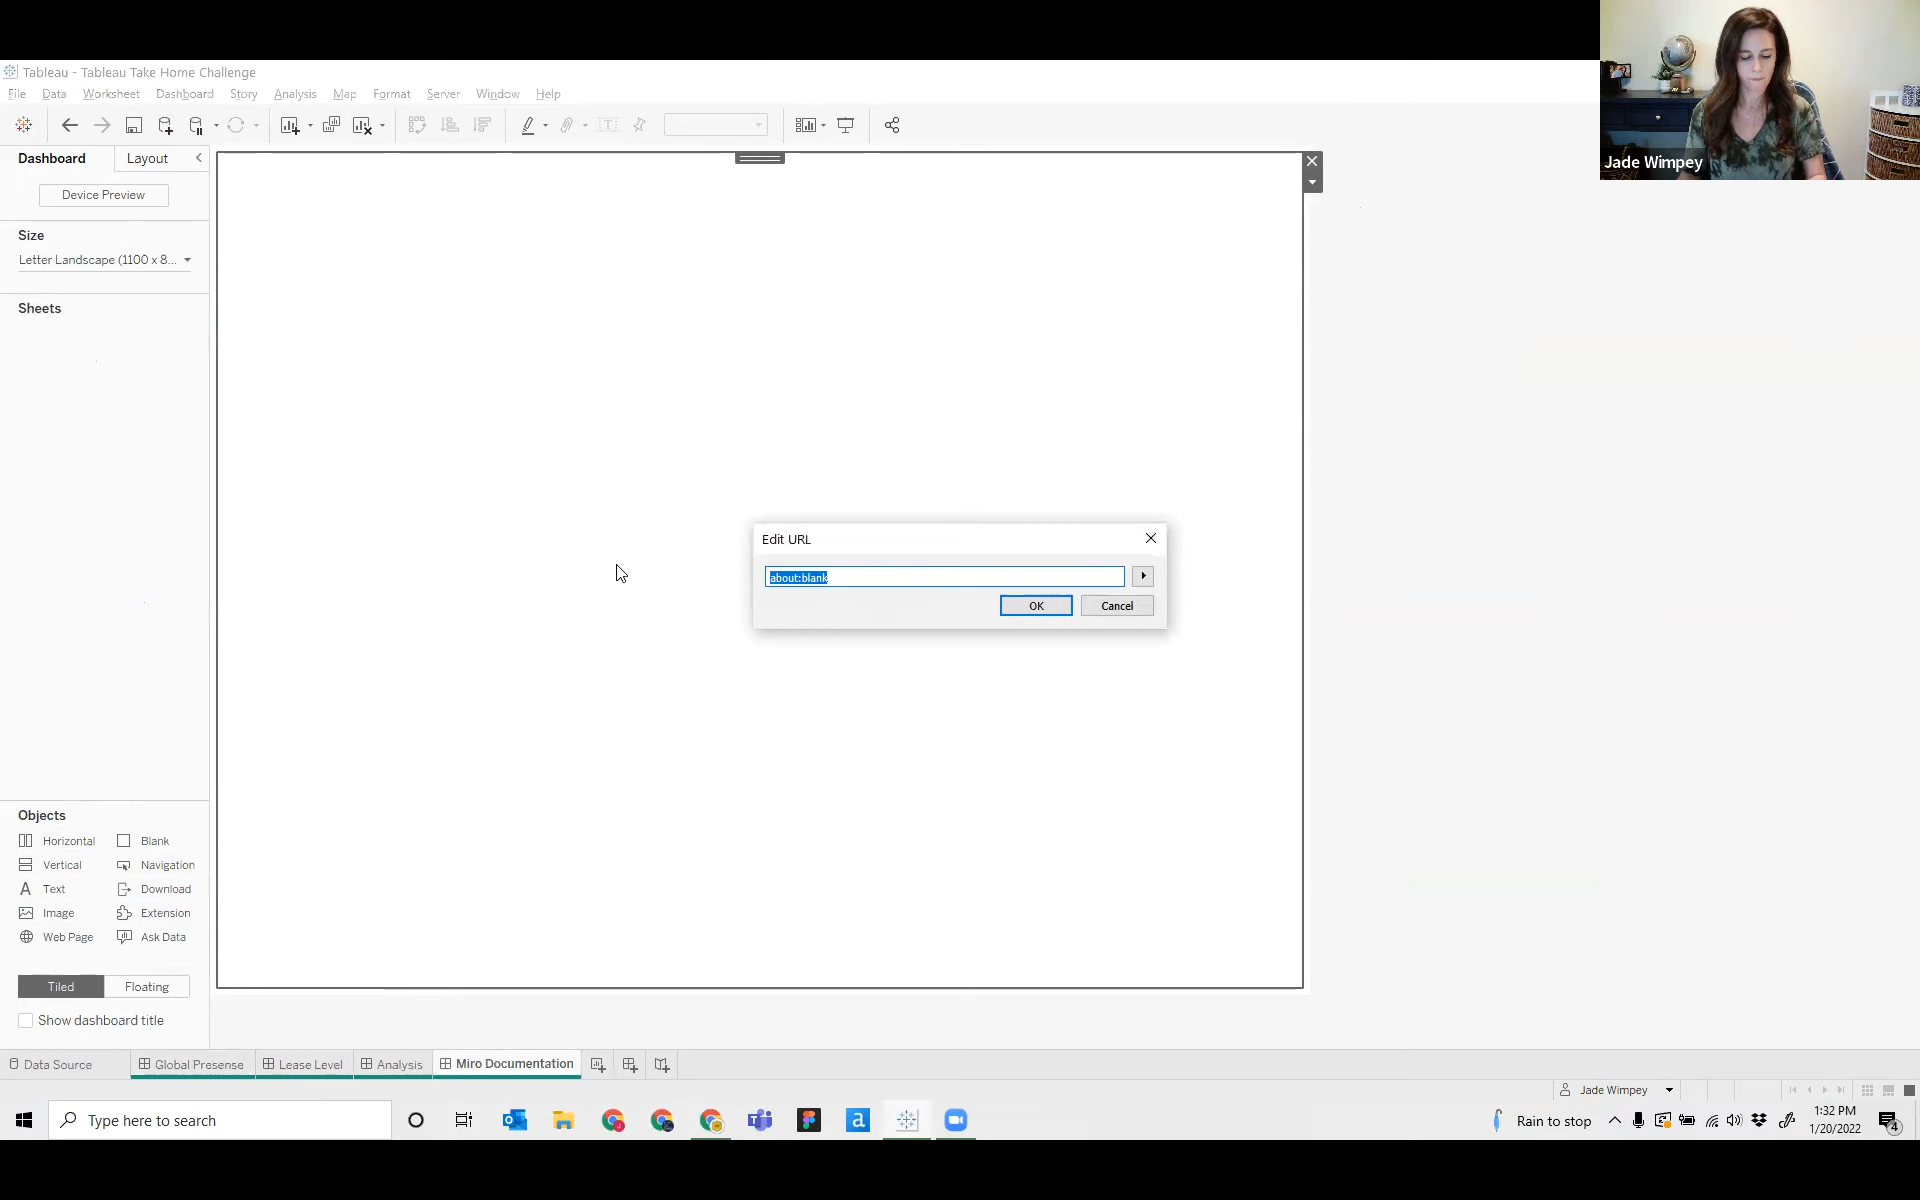 Tableau - Tableau Take Home Challenge
File Data Worksheet Dashboard Story Analysis Map Format Server Window Help
Dashboard Layout
Device Preview
Size
Letter Landscape (1100 x 8...
Sheets
Jade Wimpey
Edit URL
about:blank
OK Cancel
Objects
Horizontal Blank
Vertical Navigation
Text Download
Image Extension
Web Page Ask Data
Tiled Floating
Show dashboard title
Data Source Global Presense Lease Level Analysis Miro Documentation
Jade Wimpey
Type here to search
Rain to stop
1:32 PM
1/20/2022
4